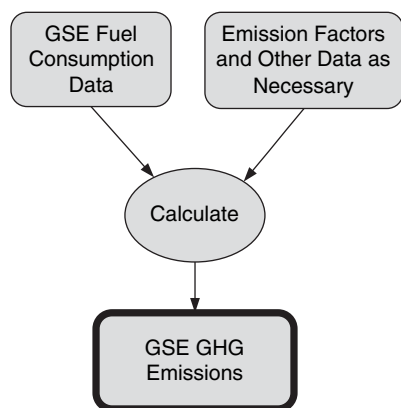 GSE Fuel
Consumption
Data
Emission Factors
and Other Data as
Necessary
Calculate
GSE GHG
Emissions